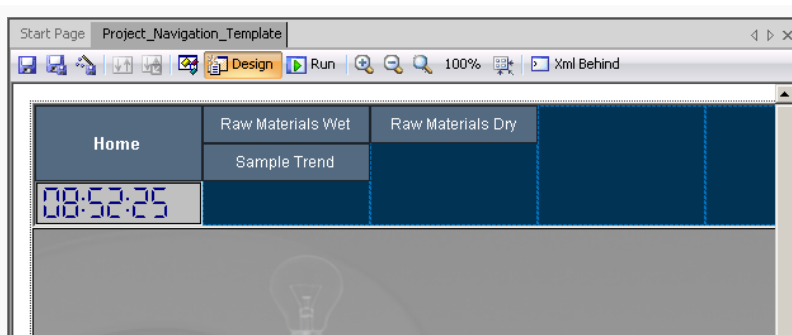 Start Page Project_Navigation_Template
Design Run 100% Xml Behind
Home Raw Materials Wet Raw Materials Dry
Sample Trend
08:52:25